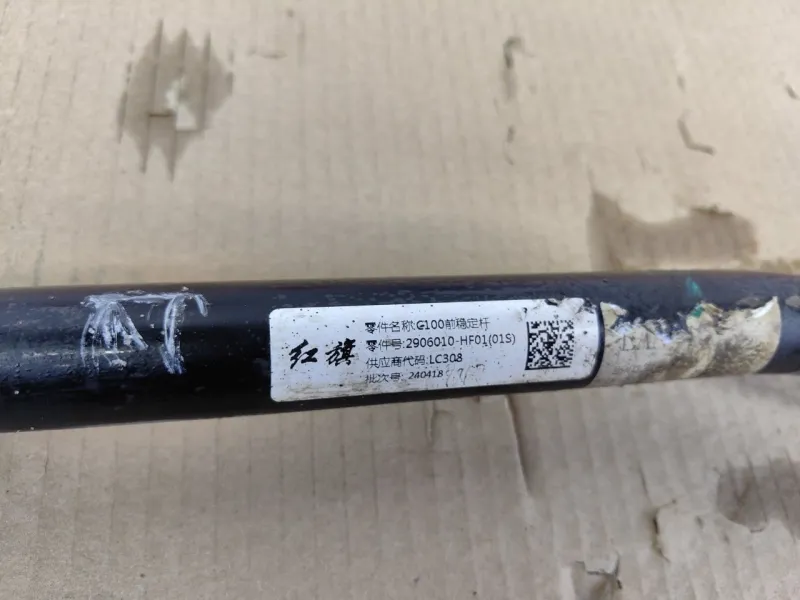 红旗
零件名称:G100前稳定杆
零件号:2906010-HF01(01S)
供应商代码:LC308
批次号: 240418